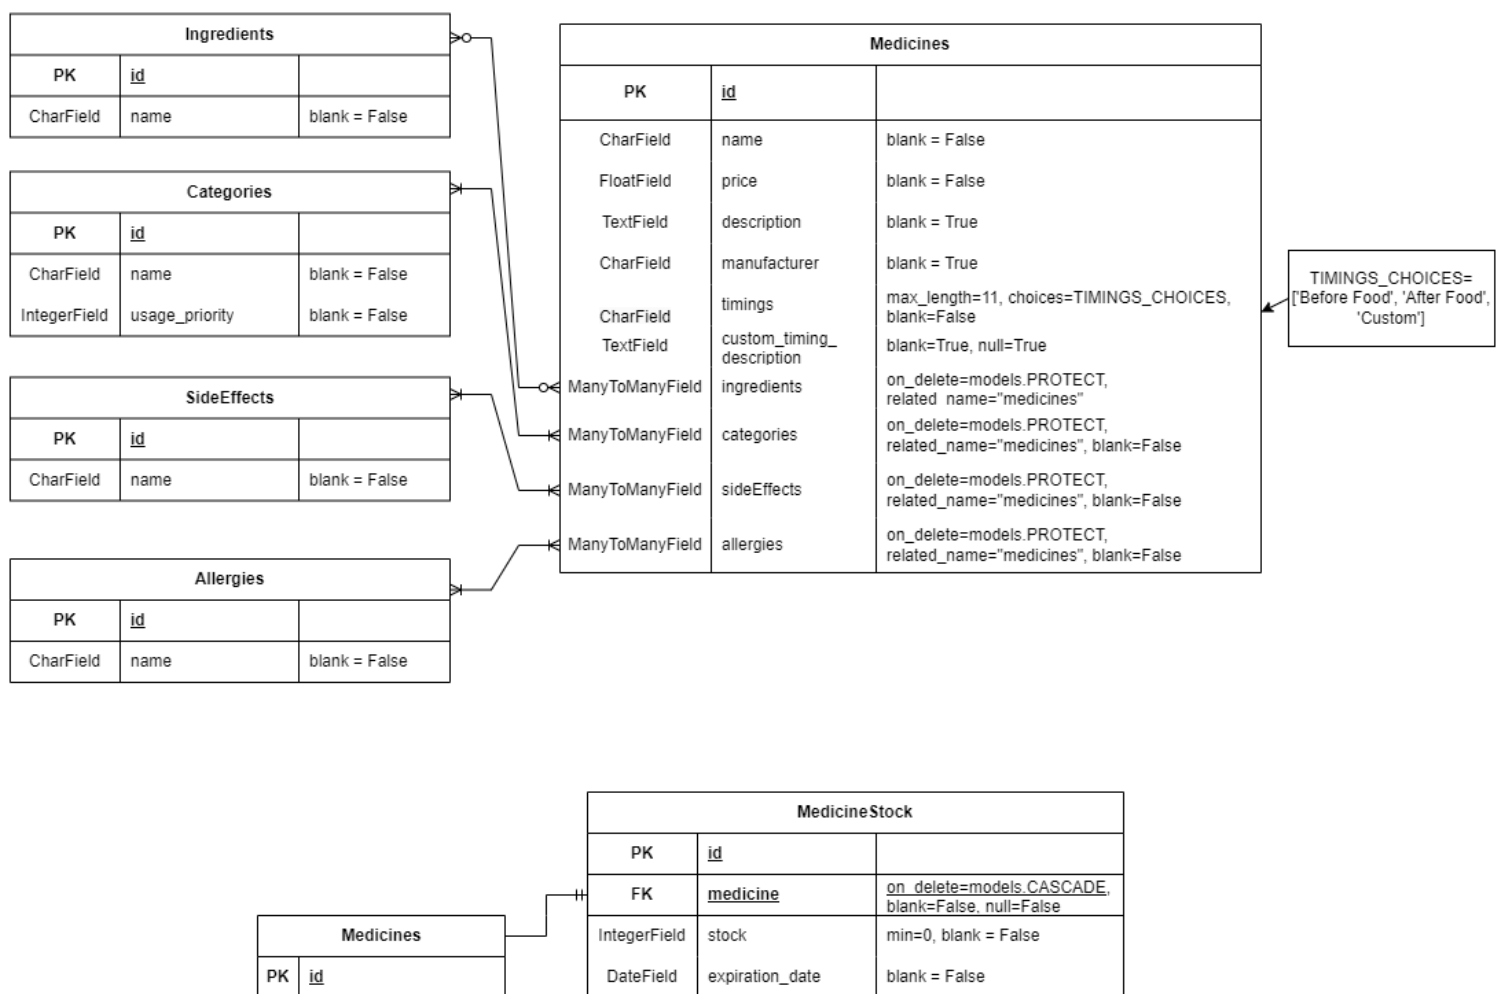 Ingredients
PK id
CharField name blank = False
Categories
PK id
CharField name blank = False
IntegerField usage_priority blank = False
SideEffects
PK id
CharField name blank = False
Allergies
PK id
CharField name blank = False
Medicines
PK id
CharField name blank = False
FloatField price blank = False
TextField description blank = True
CharField manufacturer blank = True
CharField timings max_length=11, choices=TIMINGS_CHOICES,
blank=False
TextField custom_timing_ blank=True, null=True
description
ManyToManyField ingredients on_delete=models.PROTECT,
related_name="medicines"
ManyToManyField categories on_delete=models.PROTECT,
related_name="medicines", blank=False
ManyToManyField sideEffects on_delete=models.PROTECT,
related_name="medicines", blank=False
ManyToManyField allergies on_delete=models.PROTECT,
related_name="medicines", blank=False
TIMINGS_CHOICES=
['Before Food', 'After Food',
'Custom']
MedicineStock
PK id
FK medicine on_delete=models.CASCADE,
blank=False, null=False
IntegerField stock min=0, blank = False
DateField expiration_date blank = False
Medicines
PK id